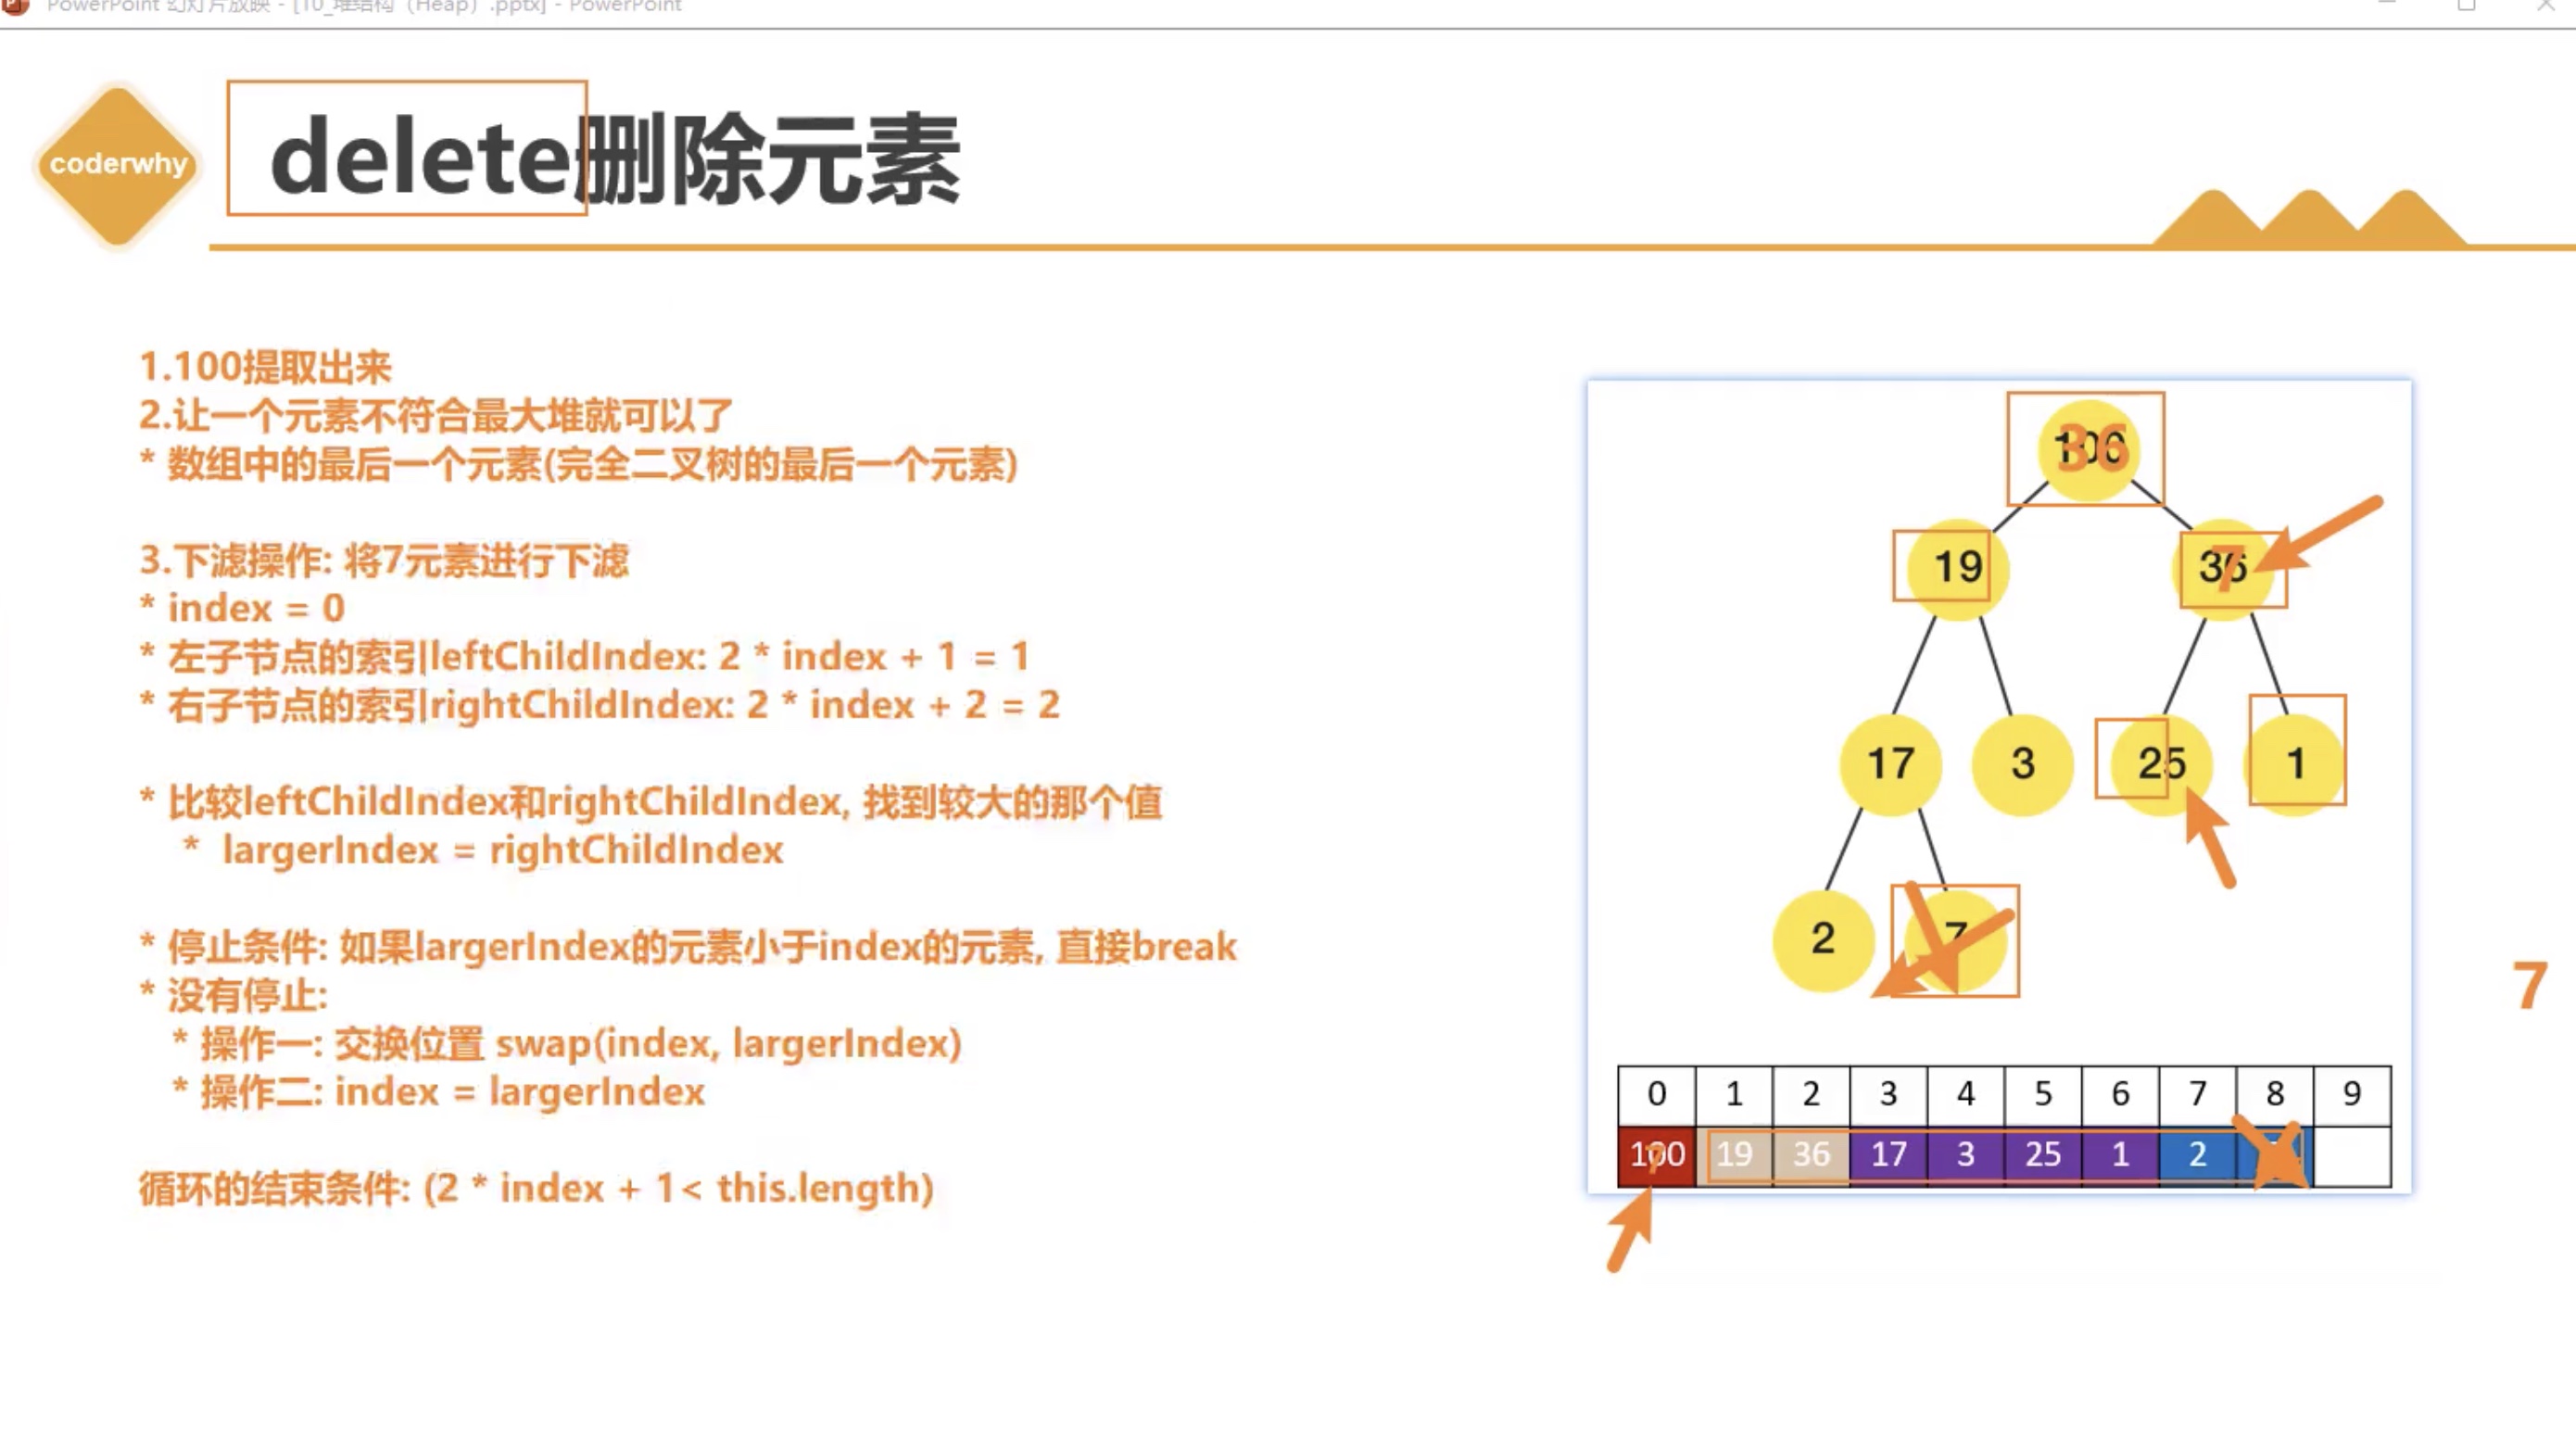 PowerPoint 幻灯片放映 - [10_堆结构（Heap）.pptx] - PowerPoint
coderwhy
delete删除元素
1.100提取出来
2.让一个元素不符合最大堆就可以了
* 数组中的最后一个元素(完全二叉树的最后一个元素)
3.下滤操作: 将7元素进行下滤
* index = 0
* 左子节点的索引leftChildIndex: 2 * index + 1 = 1
* 右子节点的索引rightChildIndex: 2 * index + 2 = 2
* 比较leftChildIndex和rightChildIndex, 找到较大的那个值
* largerIndex = rightChildIndex
* 停止条件: 如果largerIndex的元素小于index的元素, 直接break
* 没有停止:
* 操作一: 交换位置 swap(index, largerIndex)
* 操作二: index = largerIndex
循环的结束条件: (2 * index + 1< this.length)
100
36
19
36
7
17
3
25
1
2
7
7
0 1 2 3 4 5 6 7 8 9
100 19 36 17 3 25 1 2
7